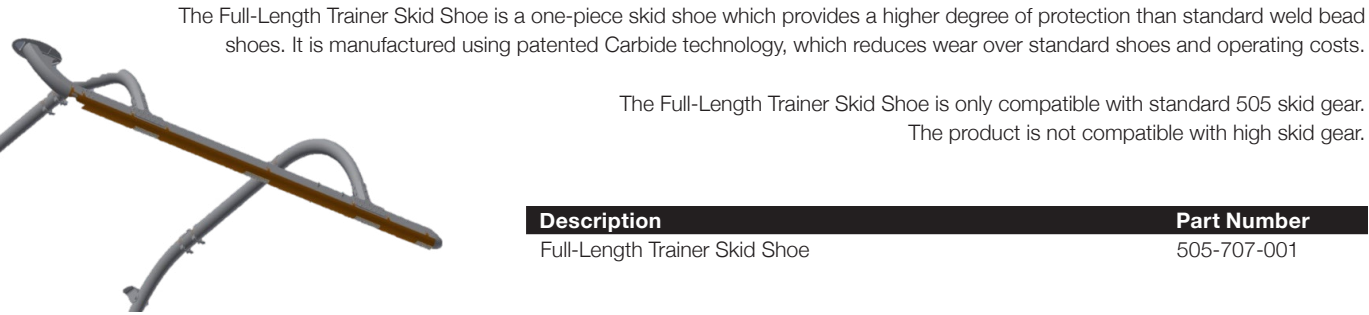 The Full-Length Trainer Skid Shoe is a one-piece skid shoe which provides a higher degree of protection than standard weld bead
shoes. It is manufactured using patented Carbide technology, which reduces wear over standard shoes and operating costs.
The Full-Length Trainer Skid Shoe is only compatible with standard 505 skid gear.
The product is not compatible with high skid gear.
Description Part Number
Full-Length Trainer Skid Shoe 505-707-001